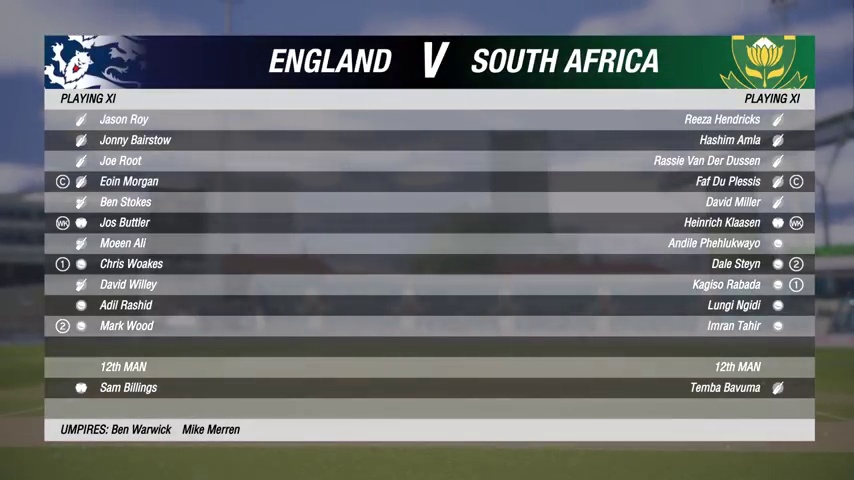 ENGLAND V SOUTH AFRICA
PLAYING XI PLAYING XI
Jason Roy Reeza Hendricks
Jonny Bairstow Hashim Amla
Joe Root Rassie Van Der Dussen
C Eoin Morgan Faf Du Plessis C
Ben Stokes David Miller
WK Jos Buttler Heinrich Klaasen WK
Moeen Ali Andile Phehlukwayo
1 Chris Woakes Dale Steyn 2
David Willey Kagiso Rabada 1
Adil Rashid Lungi Ngidi
2 Mark Wood Imran Tahir
12th MAN 12th MAN
Sam Billings Temba Bavuma
UMPIRES: Ben Warwick Mike Merren